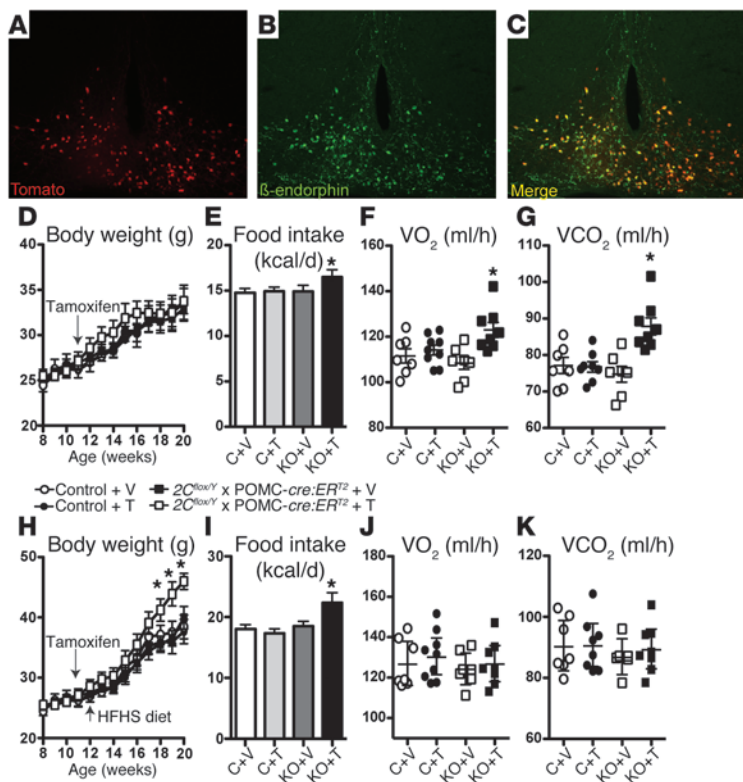 A
B
C
Tomato
ß-endorphin
Merge
D
E
F
G
Body weight (g)
Food intake
(kcal/d)
VO2 (ml/h)
VCO2 (ml/h)
35
30
25
20
Tamoxifen
8 10 12 14 16 18 20
Age (weeks)
20
15
10
5
0
*
C+V
C+T
KO+V
KO+T
140
120
100
80
*
C+V
C+T
KO+V
KO+T
110
100
90
80
70
60
*
C+V
C+T
KO+V
KO+T
Control + V
2Cflox/Y x POMC-cre:ERT2 + V
Control + T
2Cflox/Y x POMC-cre:ERT2 + T
H
I
J
K
Body weight (g)
Food intake
(kcal/d)
VO2 (ml/h)
VCO2 (ml/h)
50
40
30
20
* * *
Tamoxifen
HFHS diet
8 10 12 14 16 18 20
Age (weeks)
30
20
10
0
*
C+V
C+T
KO+V
KO+T
180
160
140
120
100
C+V
C+T
KO+V
KO+T
120
100
80
60
C+V
C+T
KO+V
KO+T